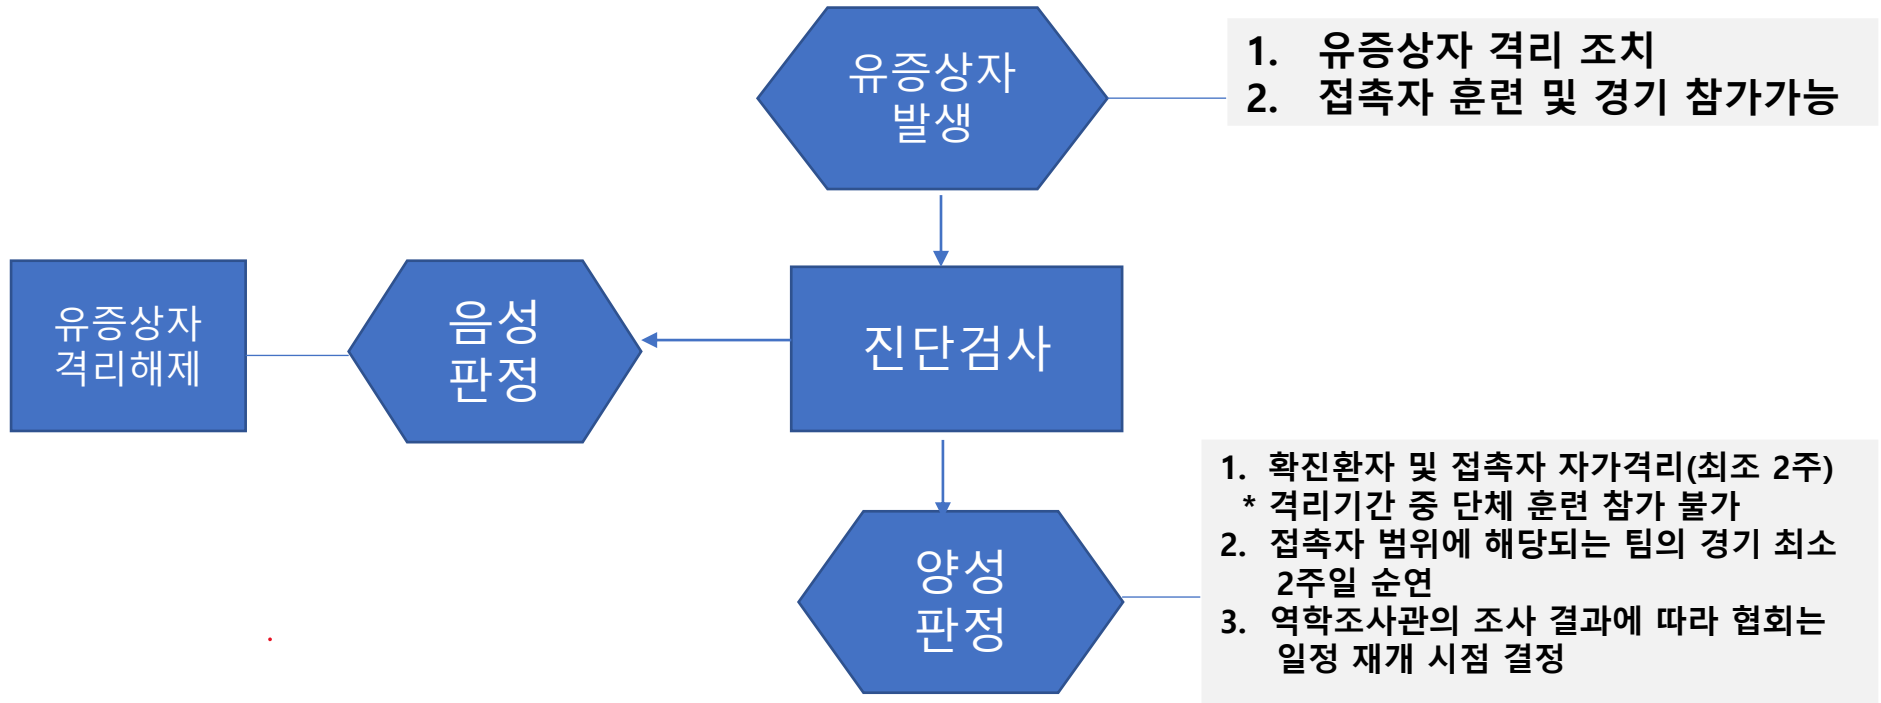 유증상자
발생
1. 유증상자 격리 조치
2. 접촉자 훈련 및 경기 참가가능
유증상자
격리해제
음성
판정
진단검사
양성
판정
1. 확진환자 및 접촉자 자가격리(최조 2주)
* 격리기간 중 단체 훈련 참가 불가
2. 접촉자 범위에 해당되는 팀의 경기 최소
2주일 순연
3. 역학조사관의 조사 결과에 따라 협회는
일정 재개 시점 결정